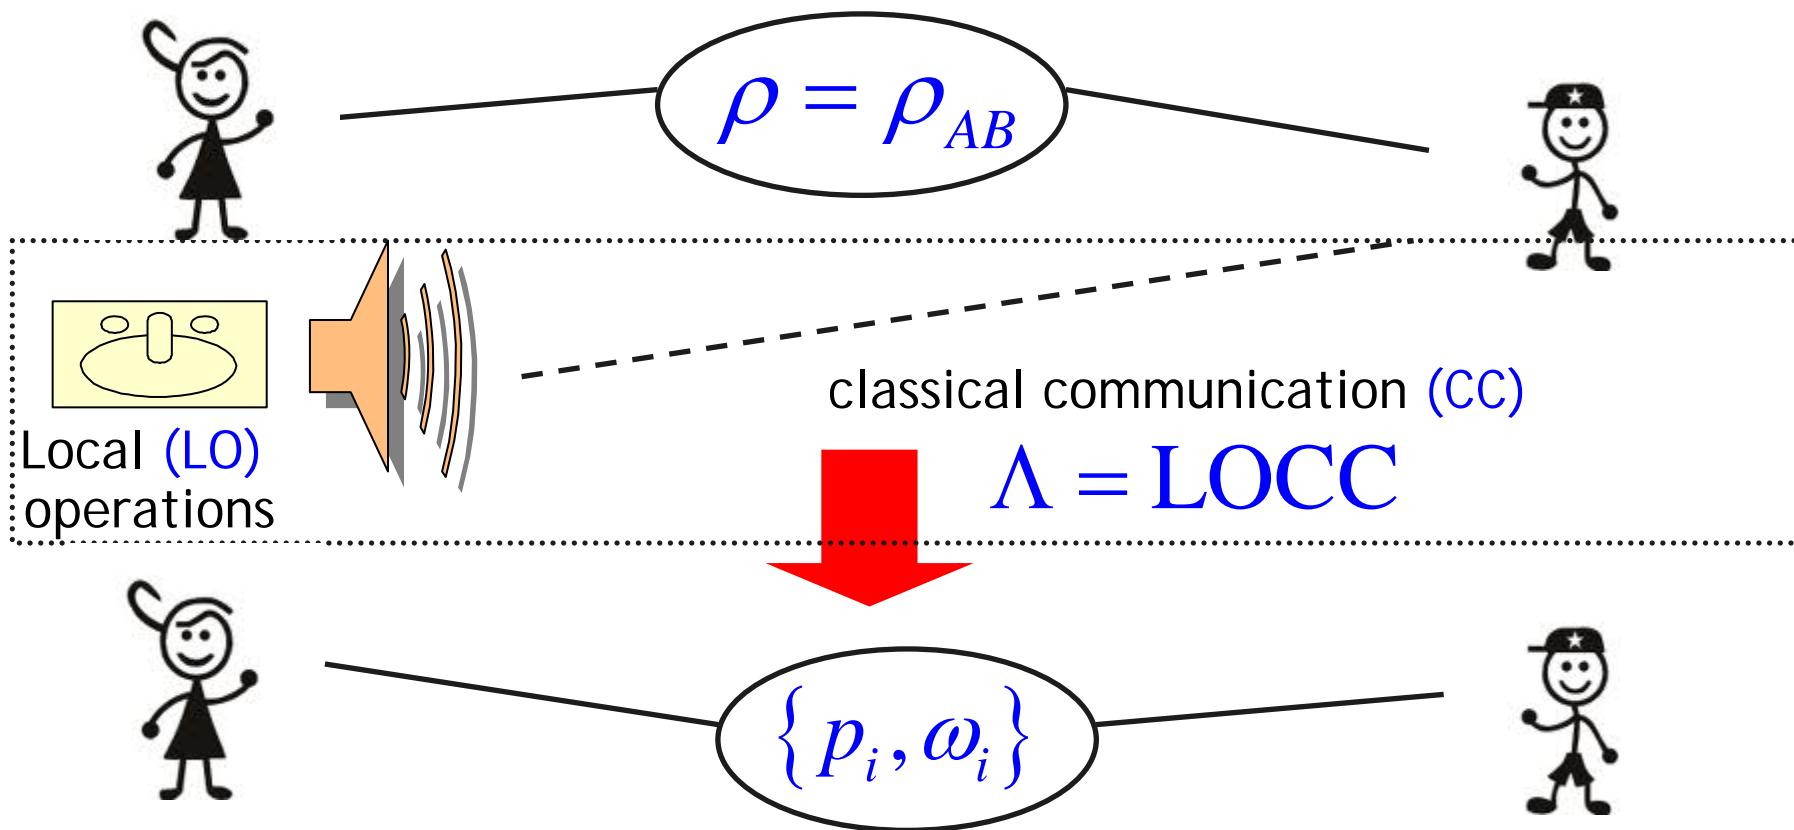 ρ = ρ_AB
classical communication (CC)
Local (LO)
operations
Λ = LOCC
{p_i, ω_i}